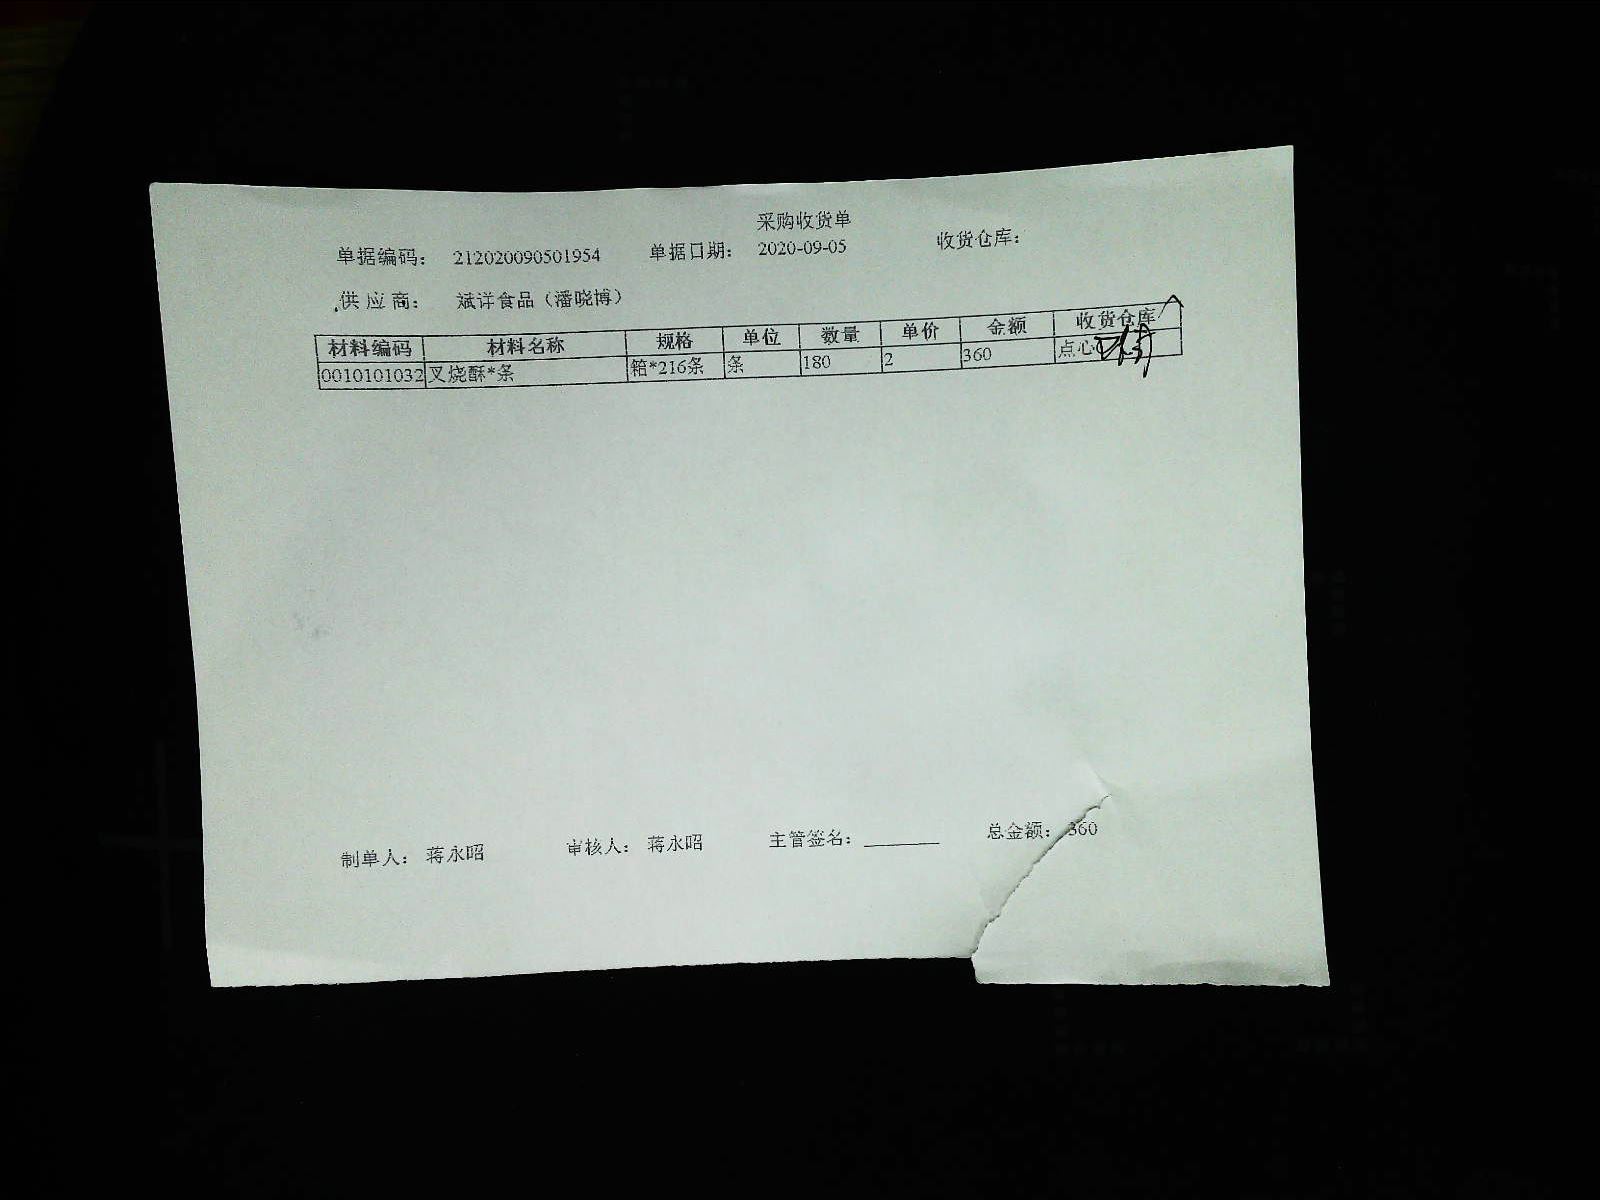 采购收货单
单据编码： 212020090501954 单据日期： 2020-09-05 收货仓库：
供 应 商： 斌详食品（潘晓博）
材料编码 材料名称 规格 单位 数量 单价 金额 收货仓库
0010101032 叉烧酥*条 箱*216条 条 180 2 360 点心
制单人： 蒋永昭 审核人： 蒋永昭 主管签名： ________ 总金额： 360